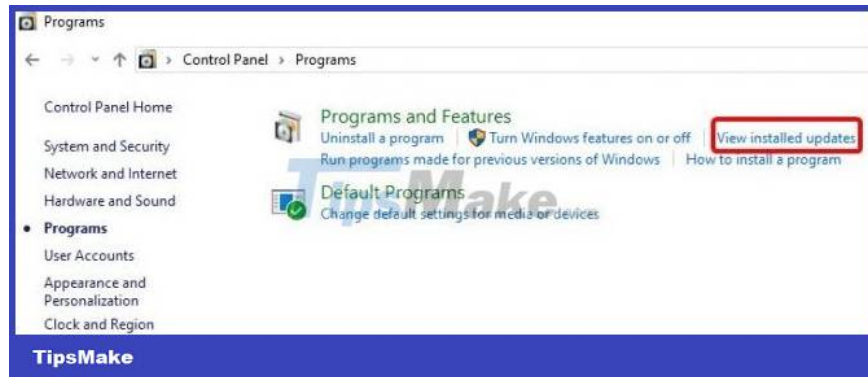 Programs
Control Panel > Programs
Control Panel Home
System and Security
Network and Internet
Hardware and Sound
Programs
User Accounts
Appearance and
Personalization
Clock and Region
Programs and Features
Uninstall a program | Turn Windows features on or off | View installed updates
Run programs made for previous versions of Windows | How to install a program
Default Programs
Change default settings for media or devices
TipsMake
TipsMake